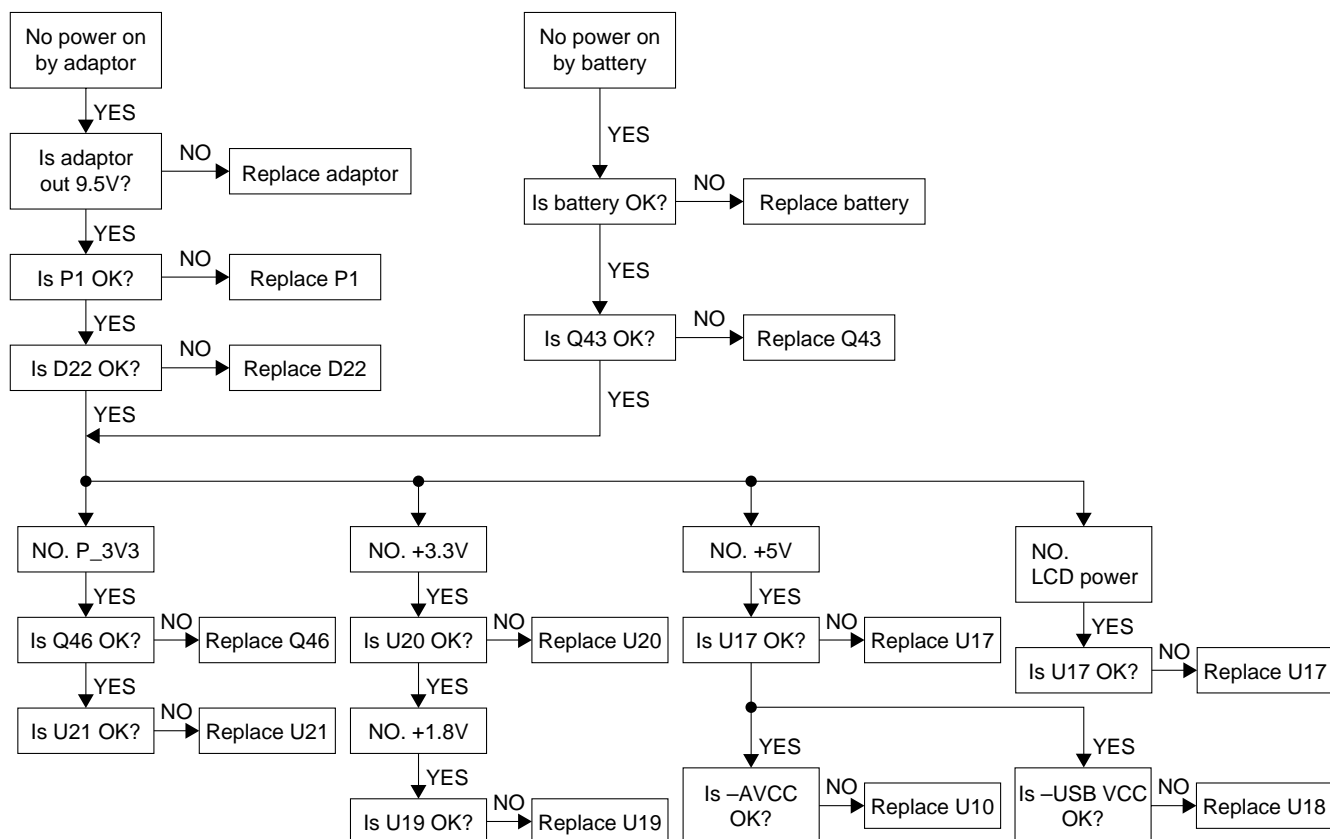 No power on
by adaptor
No power on
by battery
YES
YES
Is adaptor
out 9.5V?
NO
Replace adaptor
Is battery OK?
NO
Replace battery
YES
YES
Is P1 OK?
NO
Replace P1
YES
Is Q43 OK?
NO
Replace Q43
Is D22 OK?
NO
Replace D22
YES
YES
NO. P_3V3
NO. +3.3V
NO. +5V
NO.
LCD power
YES
YES
YES
YES
Is Q46 OK?
NO
Replace Q46
Is U20 OK?
NO
Replace U20
Is U17 OK?
NO
Replace U17
Is U17 OK?
NO
Replace U17
YES
YES
Is U21 OK?
NO
Replace U21
NO. +1.8V
YES
YES
YES
Is U19 OK?
NO
Replace U19
Is –AVCC
OK?
NO
Replace U10
Is –USB VCC
OK?
NO
Replace U18